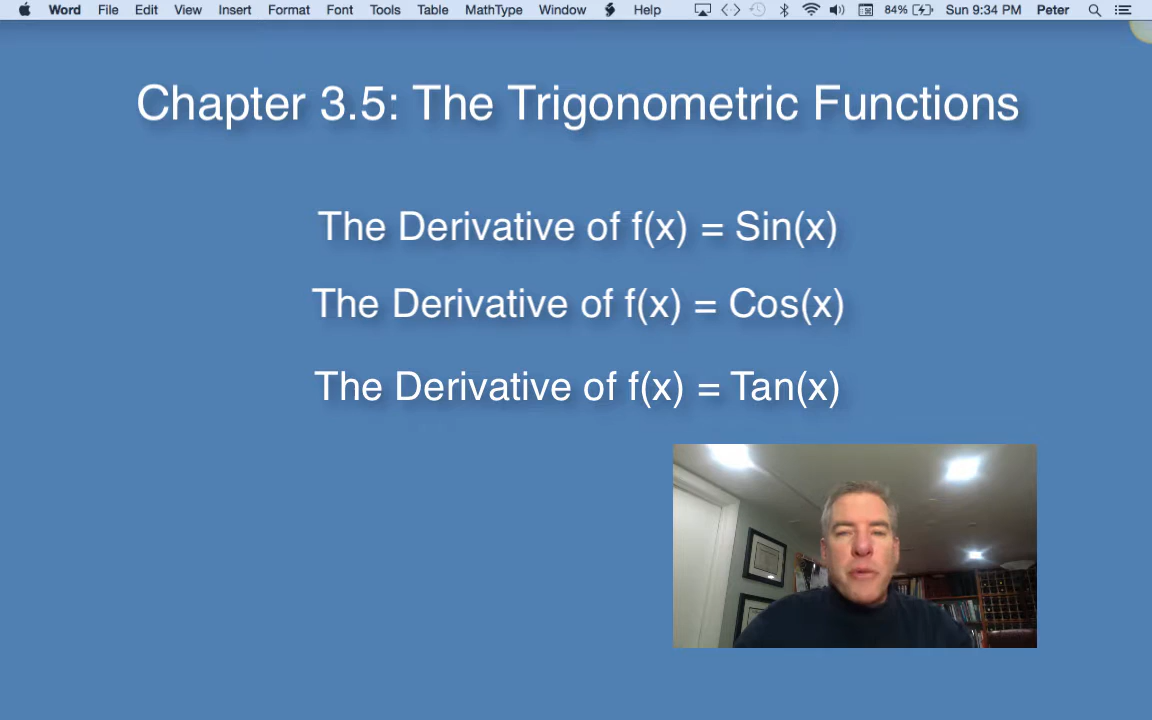 Word File Edit View Insert Format Font Tools Table MathType Window Help 84% Sun 9:34 PM Peter
Chapter 3.5: The Trigonometric Functions
The Derivative of f(x) = Sin(x)
The Derivative of f(x) = Cos(x)
The Derivative of f(x) = Tan(x)